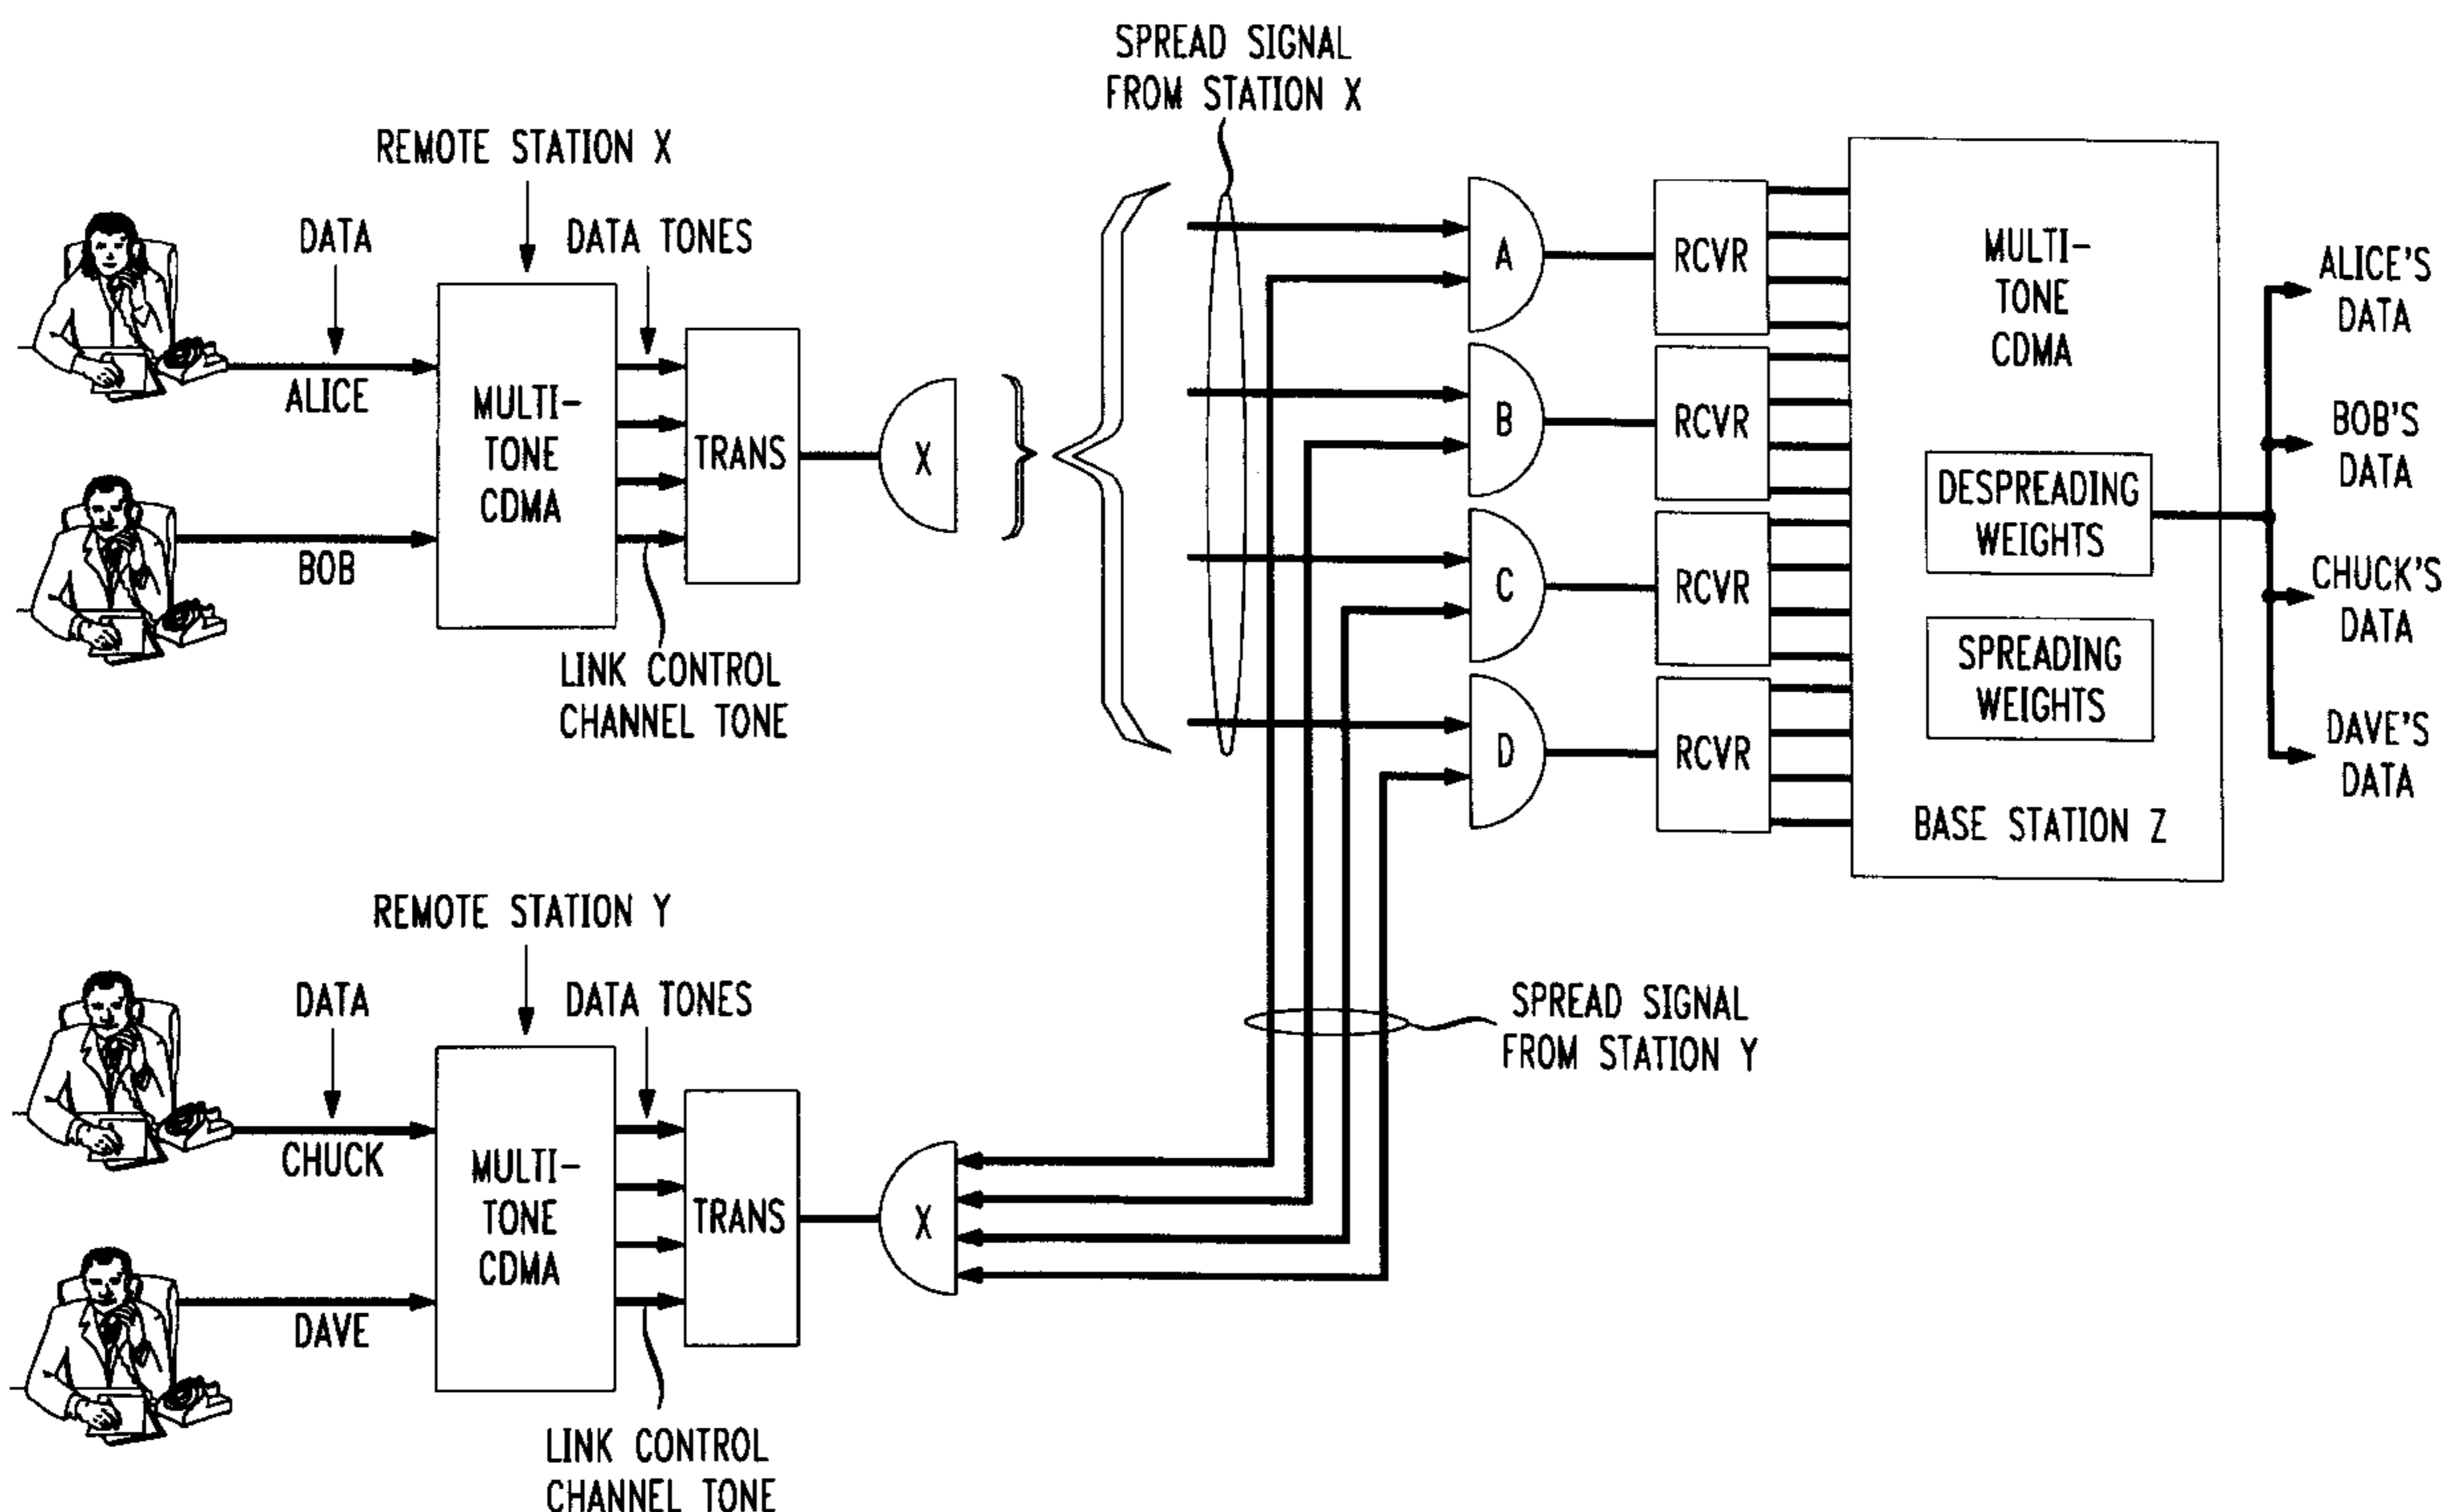 SPREAD SIGNAL
FROM STATION X
REMOTE STATION X
DATA
DATA TONES
ALICE
BOB
MULTI-
TONE
CDMA
TRANS
X
LINK CONTROL
CHANNEL TONE
A
B
C
D
RCVR
RCVR
RCVR
RCVR
MULTI-
TONE
CDMA
DESPREADING
WEIGHTS
SPREADING
WEIGHTS
BASE STATION Z
ALICE'S
DATA
BOB'S
DATA
CHUCK'S
DATA
DAVE'S
DATA
REMOTE STATION Y
DATA
DATA TONES
CHUCK
DAVE
MULTI-
TONE
CDMA
TRANS
X
SPREAD SIGNAL
FROM STATION Y
LINK CONTROL
CHANNEL TONE